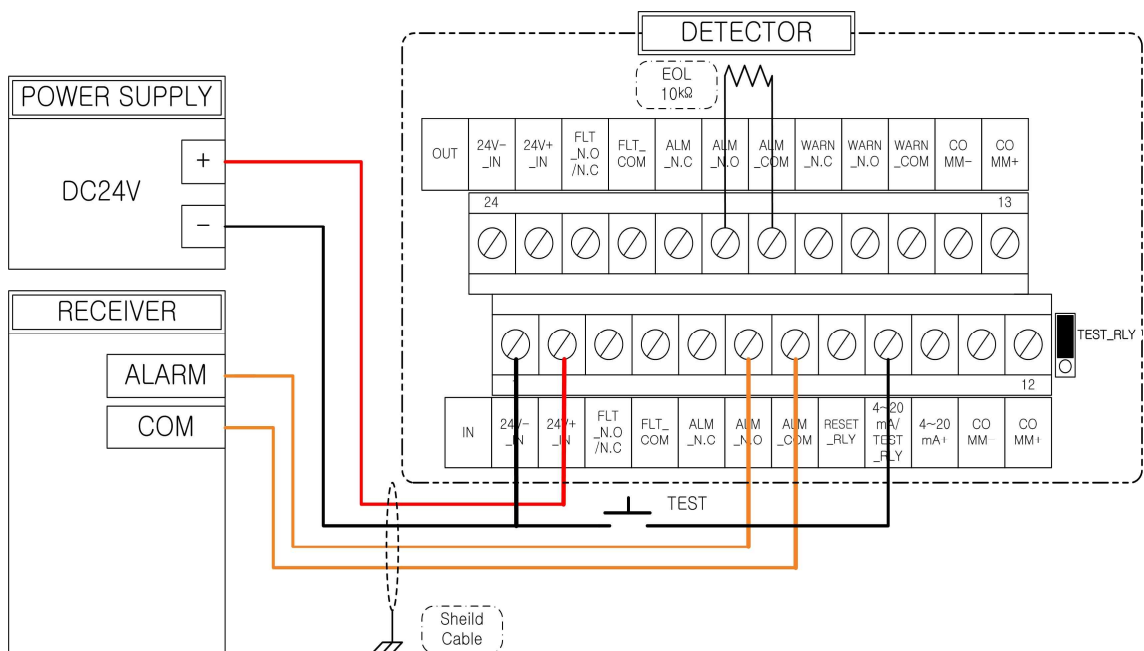 DETECTOR
EOL
10㏀
POWER SUPPLY
+
DC24V
−
OUT
24V-
_IN
24V+
_IN
FLT
_N.O
/N.C
FLT_
COM
ALM
_N.C
ALM
_N.O
ALM
_COM
WARN
_N.C
WARN
_N.O
WARN
_COM
CO
MM-
CO
MM+
24
13
RECEIVER
ALARM
COM
TEST_RLY
12
IN
24V-
_IN
24V+
_IN
FLT
_N.O
/N.C
FLT_
COM
ALM
_N.C
ALM
_N.O
ALM
_COM
RESET
_RLY
4~20
mA/
TEST
_RLY
4~20
mA+
CO
MM-
CO
MM+
TEST
Sheild
Cable